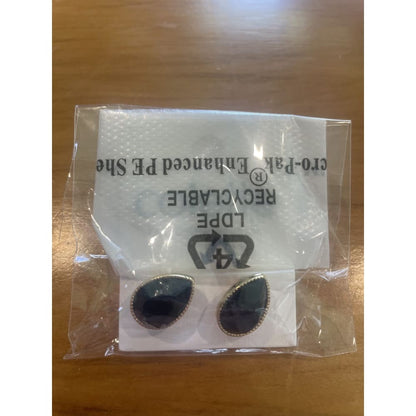 4
LDPE
RECYCLABLE
cro-Pak® Enhanced PE She